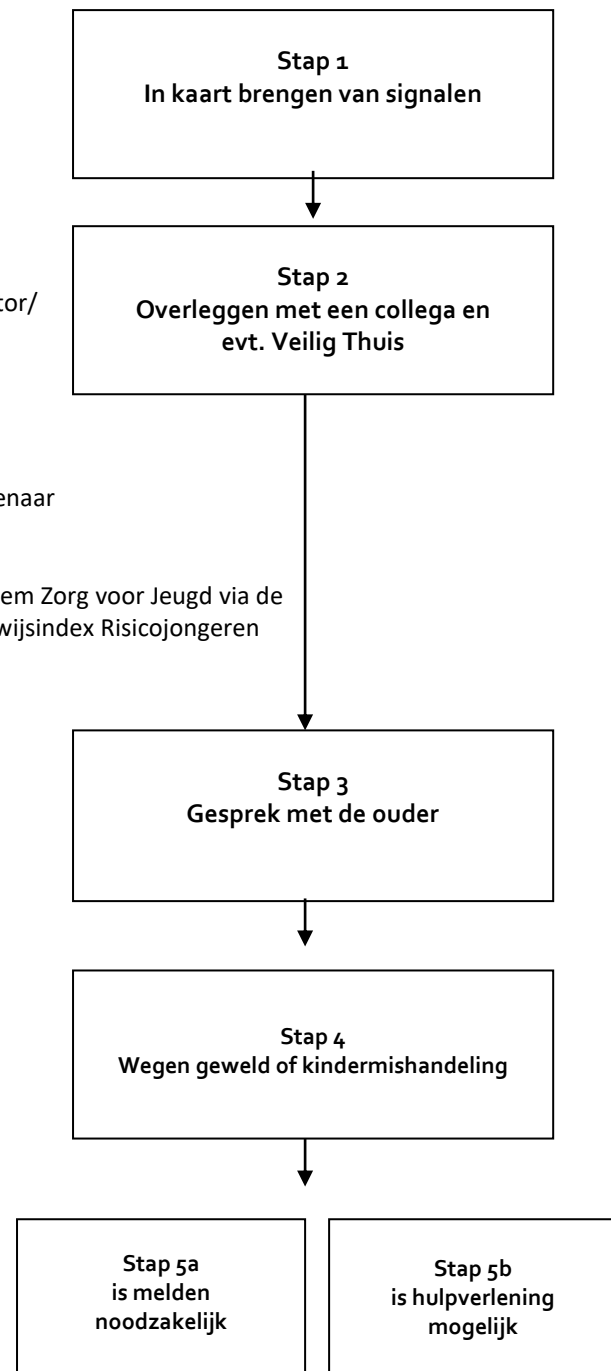 Stap 1
In kaart brengen van signalen
Stap 2
Overleggen met een collega en
evt. Veilig Thuis
tor/
enaar
em Zorg voor Jeugd via de
wijsindex Risicojongeren
Stap 3
Gesprek met de ouder
Stap 4
Wegen geweld of kindermishandeling
Stap 5a
is melden
noodzakelijk
Stap 5b
is hulpverlening
mogelijk